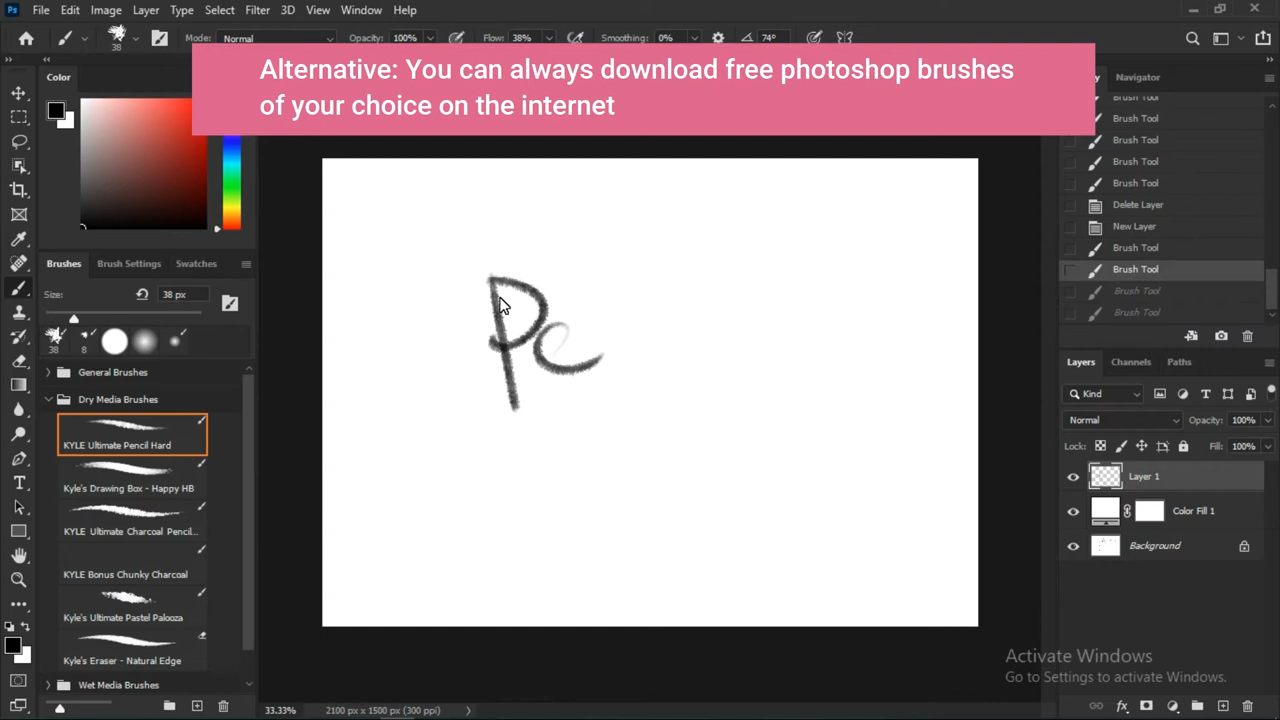 Ps File Edit Image Layer Type Select Filter 3D View Window Help
38 Mode: Normal Opacity: 100% Flow: 38% Smoothing: 0% 74°
Alternative: You can always download free photoshop brushes
of your choice on the internet
Color
Navigator
Brush Tool
Brush Tool
Brush Tool
Brush Tool
Brush Tool
Delete Layer
New Layer
Brush Tool
Brush Tool
Brush Tool
Brush Tool
Brushes Brush Settings Swatches
Size: 38 px
38 8
General Brushes
Dry Media Brushes
KYLE Ultimate Pencil Hard
Kyle's Drawing Box - Happy HB
KYLE Ultimate Charcoal Pencil...
KYLE Bonus Chunky Charcoal
Kyle's Ultimate Pastel Palooza
Kyle's Eraser - Natural Edge
Wet Media Brushes
Pe
Layers Channels Paths
Kind
Normal Opacity: 100%
Lock: Fill: 100%
Layer 1
Color Fill 1
Background
Activate Windows
Go to Settings to activate Windows.
33.33% 2100 px x 1500 px (300 ppi)